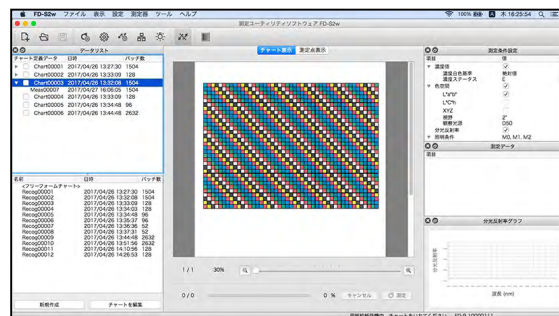 FD-S2w ファイル 表示 設定 測定器 ツール ヘルプ
100% 木 16:25:54
測定ユーティリティソフトウェア FD-S2w
データリスト
チャート表示 測定点表示
測定条件設定
チャート定義データ 日時 パッチ数
Chart00001 2017/04/26 13:27:30 1504
Chart00002 2017/04/26 13:33:09 128
Chart00003 2017/04/26 13:32:08 1504
Meas00007 2017/04/27 16:06:05 1504
Chart00004 2017/04/26 13:33:09 128
Chart00005 2017/04/26 13:34:48 96
Chart00006 2017/04/26 13:44:48 2632
名前 日時 パッチ数
<フリーフォームチャート>
Recog00001 2017/04/26 13:27:30 1504
Recog00002 2017/04/26 13:32:08 1504
Recog00003 2017/04/26 13:33:09 128
Recog00004 2017/04/26 13:34:03 128
Recog00005 2017/04/26 13:34:48 96
Recog00006 2017/04/26 13:35:37 96
Recog00007 2017/04/26 13:36:36 52
Recog00008 2017/04/26 13:37:31 52
Recog00009 2017/04/26 13:44:48 2632
Recog00010 2017/04/26 13:51:56 2632
Recog00011 2017/04/26 14:10:56 128
Recog00012 2017/04/26 14:26:53 128
新規作成 チャートを編集
1 / 1 30%
0 / 0 0 % キャンセル 測定
項目 値
濃度値
濃度白色基準 絶対値
濃度ステータス E
色空間
L*a*b*
L*C*h
XYZ
視野 2°
観察光源 D50
分光反射率
照明条件 M0, M1, M2
測定データ
項目
分光反射率グラフ
分光反射率
波長 (nm)